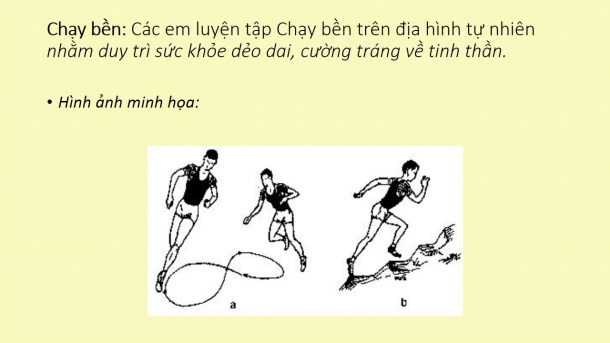 Chạy bền: Các em luyện tập Chạy bền trên địa hình tự nhiên
nhằm duy trì sức khỏe dẻo dai, cường tráng về tinh thần.
• Hình ảnh minh họa:
a
b